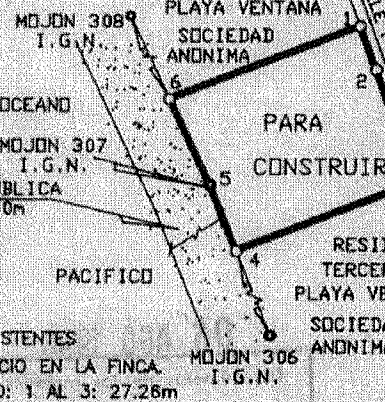 PLAYA VENTANA
MOJON 308
I.G.N.
SOCIEDAD
ANONIMA
1
2
6
OCEANO
PARA
CONSTRUIR
MOJON 307
I.G.N.
5
BLICA
0m
4
PACIFICO
RESI
TERCE
PLAYA VE
SOCIEDA
ANONIMA
STENTES
CIO EN LA FINCA.
O: 1 AL 3: 27.26m
MOJON 306
I.G.N.